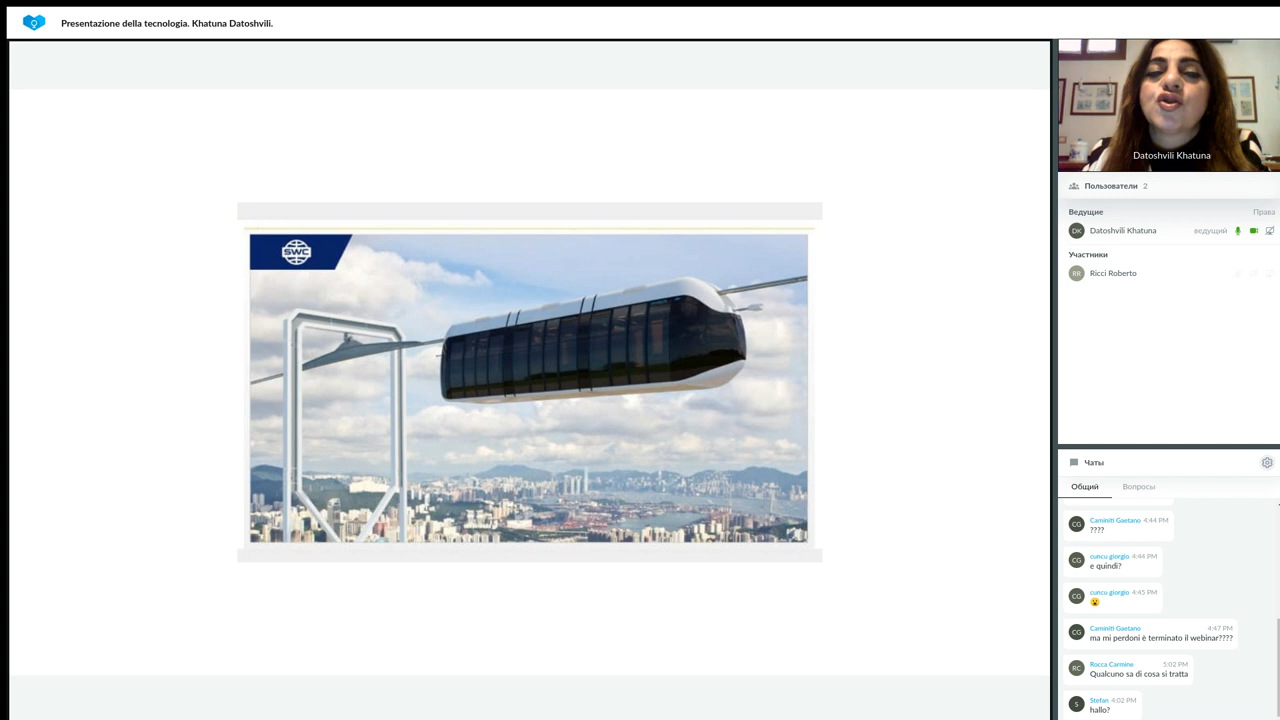 Presentazione della tecnologia. Khatuna Datoshvili.
SWC
Datoshvili Khatuna
Пользователи 2
Ведущие Права
DK Datoshvili Khatuna ведущий
Участники
RR Ricci Roberto
Чаты
Общий Вопросы
CG Caminiti Gaetano 4:44 PM
????
CG cuncu giorgio 4:44 PM
e quindi?
CG cuncu giorgio 4:45 PM
😮
CG Caminiti Gaetano 4:47 PM
ma mi perdoni è terminato il webinar????
RC Rocca Carmine 5:02 PM
Qualcuno sa di cosa si tratta
S Stefan 4:02 PM
hallo?